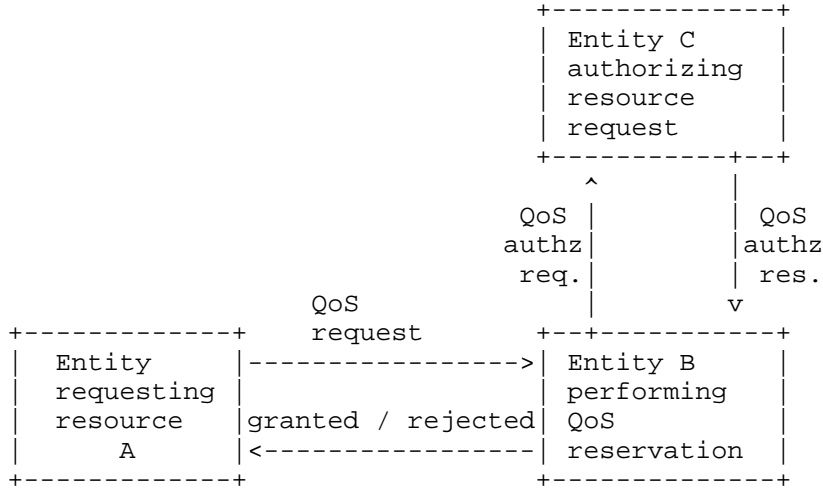 Entity C
authorizing
resource
request
QoS QoS
authz authz
req. res.
QoS
request
Entity Entity B
requesting performing
resource granted / rejected QoS
A reservation